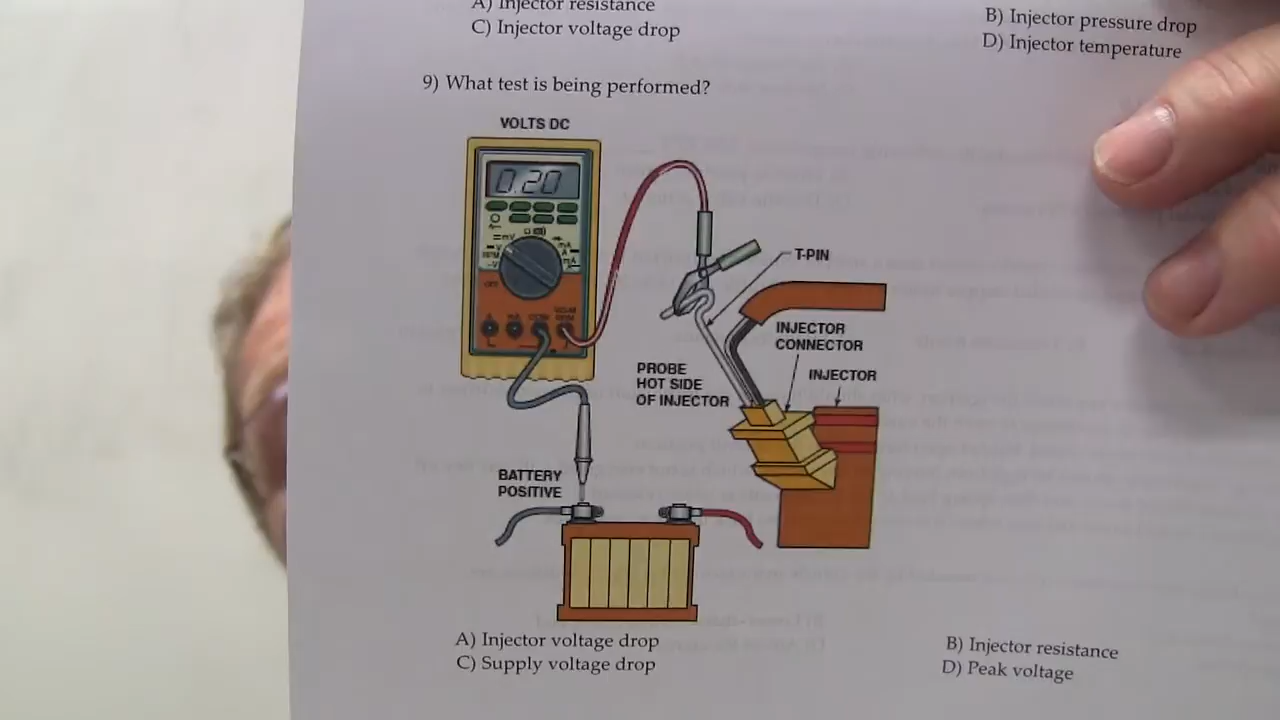 A) Injector resistance
B) Injector pressure drop
C) Injector voltage drop
D) Injector temperature
9) What test is being performed?
VOLTS DC
0.20
T-PIN
INJECTOR
CONNECTOR
INJECTOR
PROBE
HOT SIDE
OF INJECTOR
BATTERY
POSITIVE
A) Injector voltage drop
B) Injector resistance
C) Supply voltage drop
D) Peak voltage